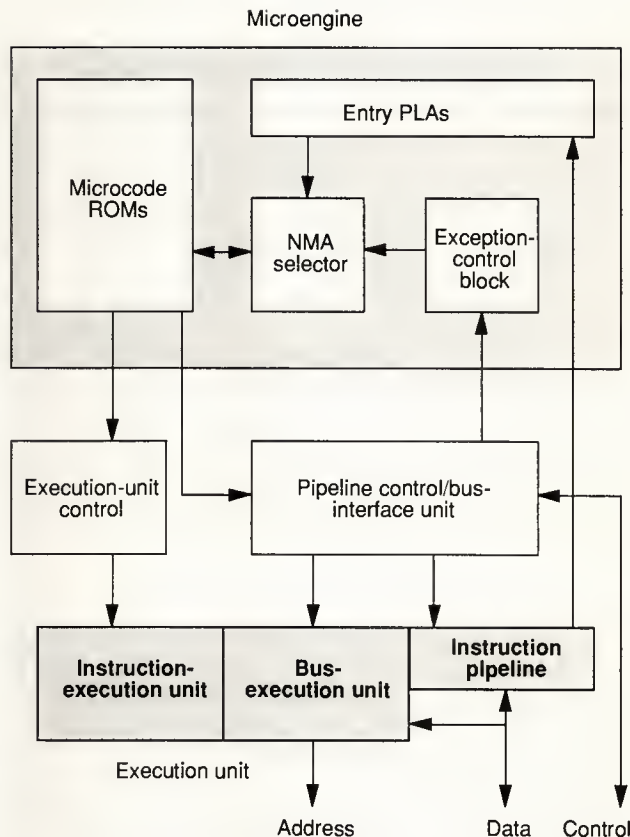 Microengine
Entry PLAs
Microcode
ROMs
NMA
selector
Exception-
control
block
Execution-unit
control
Pipeline control/bus-
interface unit
Instruction-
execution unit
Bus-
execution unit
Instruction
pipeline
Execution unit
Address
Data
Control